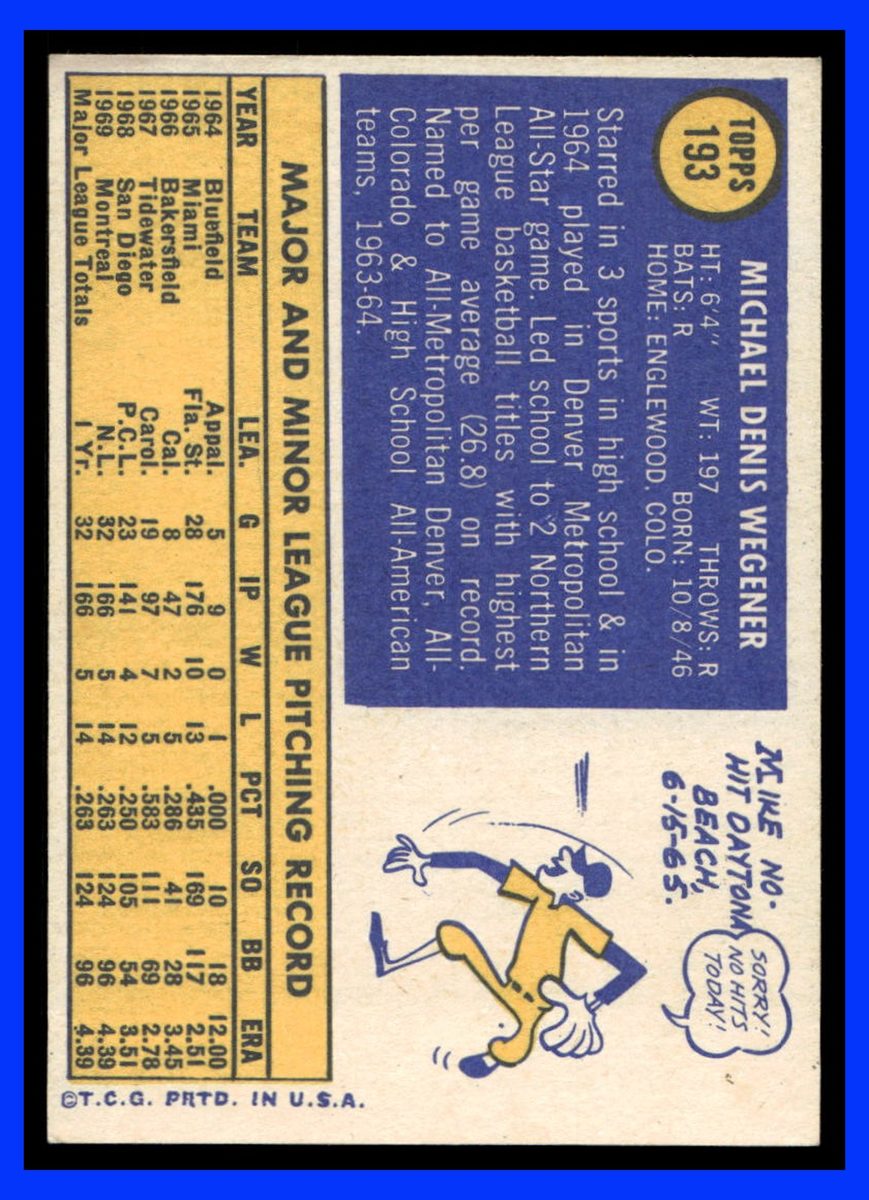 TOPPS
193
MICHAEL DENIS WEGENER
HT: 6'4" WT: 197 THROWS: R
BATS: R BORN: 10/8/46
HOME: ENGLEWOOD, COLO.
Starred in 3 sports in high school & in
1964 played in Denver Metropolitan
All-Star game. Led school to 2 Northern
League basketball titles with highest
per game average (26.8) on record.
Named to All-Metropolitan Denver, All-
Colorado & High School All-American
teams, 1963-64.
MIKE NO-
HIT DAYTONA
BEACH,
6-15-65.
SORRY!
NO HITS
TODAY!
MAJOR AND MINOR LEAGUE PITCHING RECORD
YEAR TEAM LEA. G IP W L PCT SO BB ERA
1964 Bluefield Appal. 5 9 0 1 .000 10 18 12.00
1965 Miami Fla. St. 28 176 10 13 .435 169 117 2.51
1966 Bakersfield Cal. 8 47 2 5 .286 41 28 3.45
1967 Tidewater Carol. 19 97 7 5 .583 111 69 2.78
1968 San Diego P.C.L. 23 141 4 12 .250 105 54 3.51
1969 Montreal N.L. 32 166 5 14 .263 124 96 4.39
Major League Totals 1 Yr. 32 166 5 14 .263 124 96 4.39
©T.C.G. PRTD. IN U.S.A.